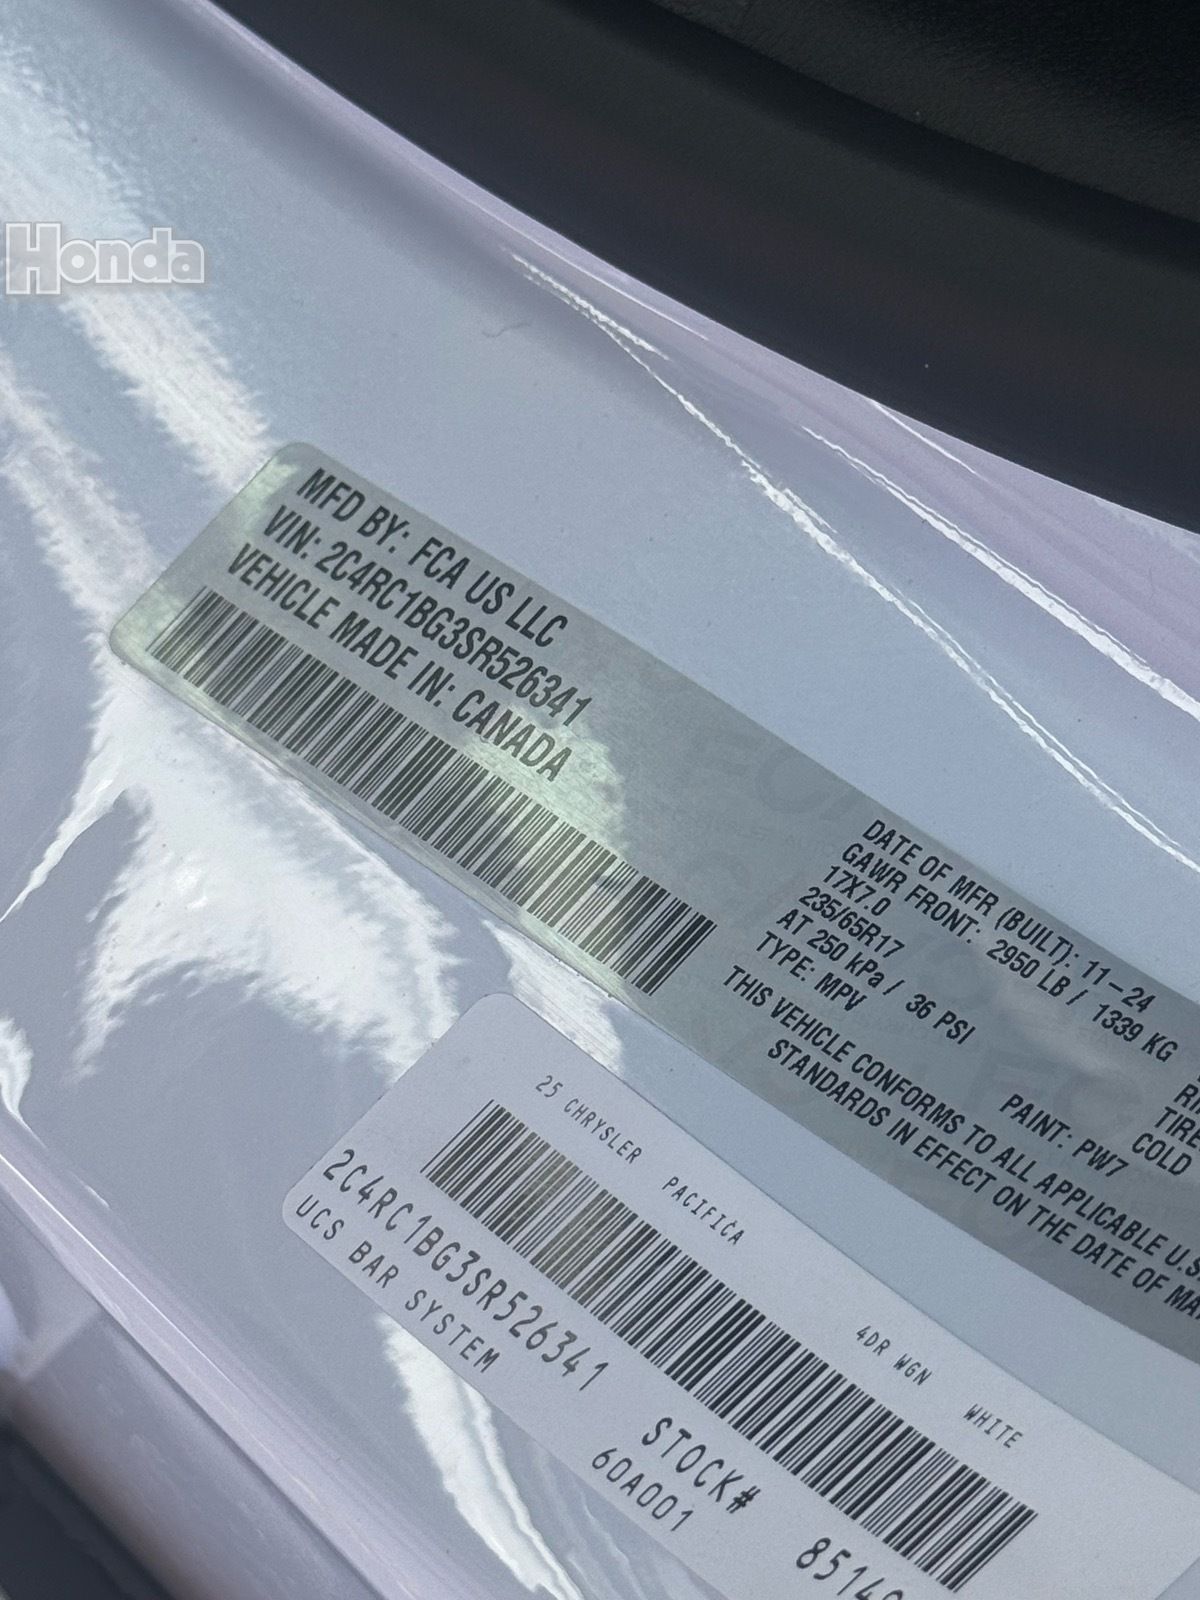 Honda
MFD BY: FCA US LLC
VIN: 2C4RC1BG3SR526341
VEHICLE MADE IN: CANADA
DATE OF MFR (BUILT): 11-24
GAWR FRONT: 2950 LB / 1339 KG
17X7.0
235/65R17
AT 250 kPa / 36 PSI
TYPE: MPV PAINT: PW7
THIS VEHICLE CONFORMS TO ALL APPLICABLE
STANDARDS IN EFFECT ON THE DATE OF
COLD
25 CHRYSLER PACIFICA 4DR WGN WHITE
2C4RC1BG3SR526341 STOCK#
UCS BAR SYSTEM 60A001